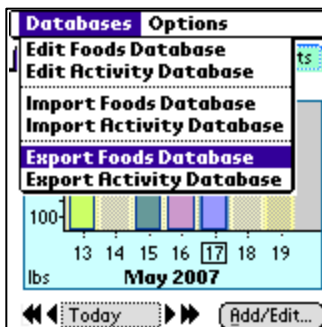 Databases Options
Edit Foods Database
Edit Activity Database
ts
Import Foods Database
Import Activity Database
Export Foods Database
Export Activity Database
100
13 14 15 16 17 18 19
lbs May 2007
Today Add/Edit...